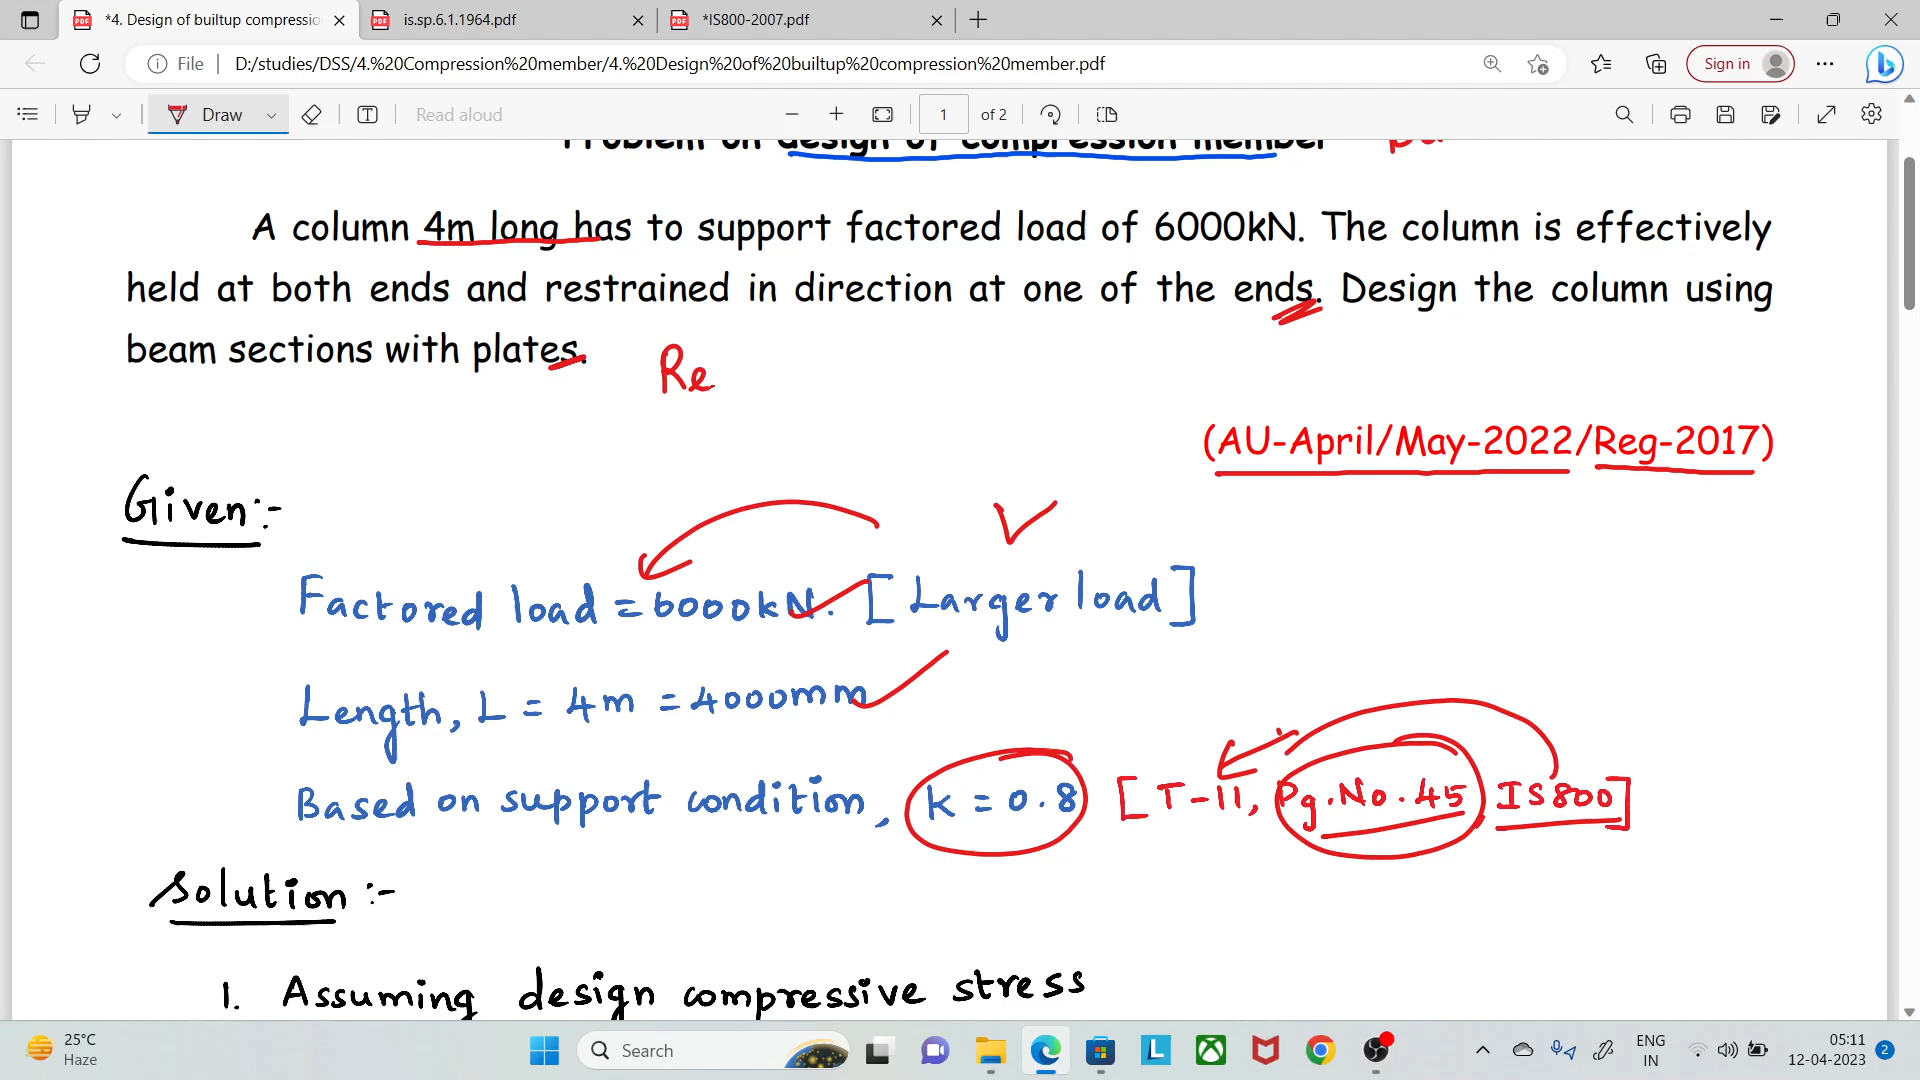 *4. Design of builtup compressio
is.sp.6.1.1964.pdf
*IS800-2007.pdf
File
D:/studies/DSS/4.%20Compression%20member/4.%20Design%20of%20builtup%20compression%20member.pdf
Sign in
Draw
Read aloud
1 of 2
Problem on design of compression member
A column 4m long has to support factored load of 6000kN. The column is effectively
held at both ends and restrained in direction at one of the ends. Design the column using
beam sections with plates.
Re
(AU-April/May-2022/Reg-2017)
Given:-
Factored load = 6000kN. [Larger load]
Length, L = 4m = 4000mm
Based on support condition, k = 0.8 [T-11, Pg.No.45 IS800]
Solution :-
1. Assuming design compressive stress
25°C
Haze
Search
ENG
IN
05:11
12-04-2023
2